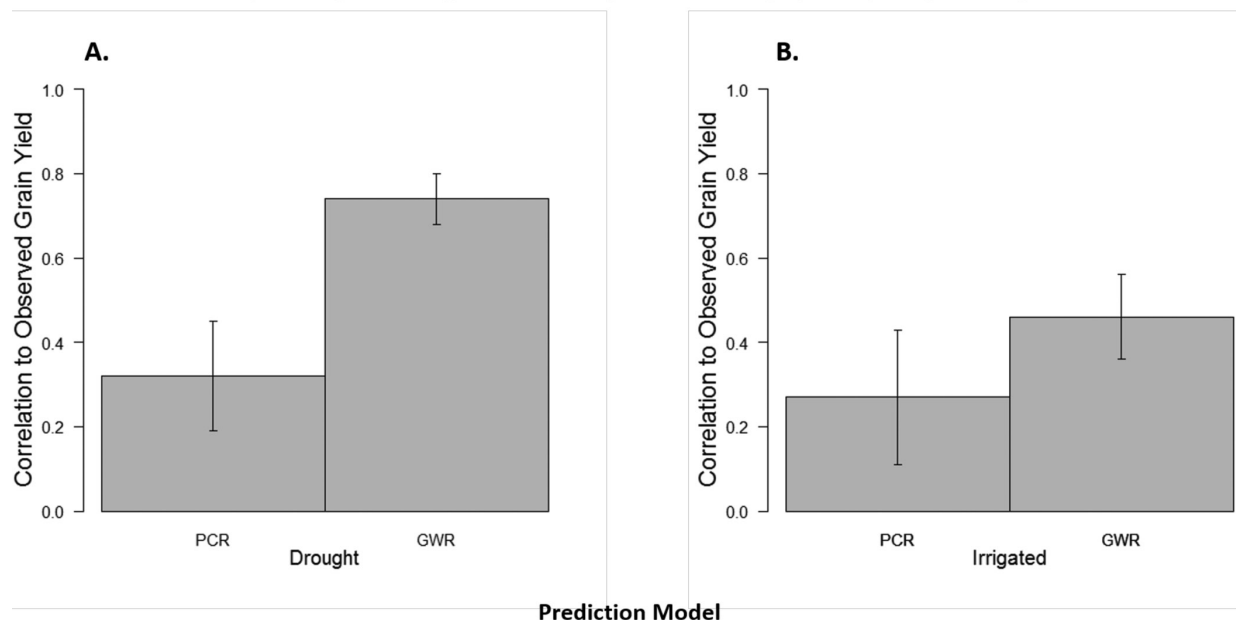 A.
Correlation to Observed Grain Yield
1.0
0.8
0.6
0.4
0.2
0.0
PCR GWR
Drought
B.
Correlation to Observed Grain Yield
1.0
0.8
0.6
0.4
0.2
0.0
PCR GWR
Irrigated
Prediction Model